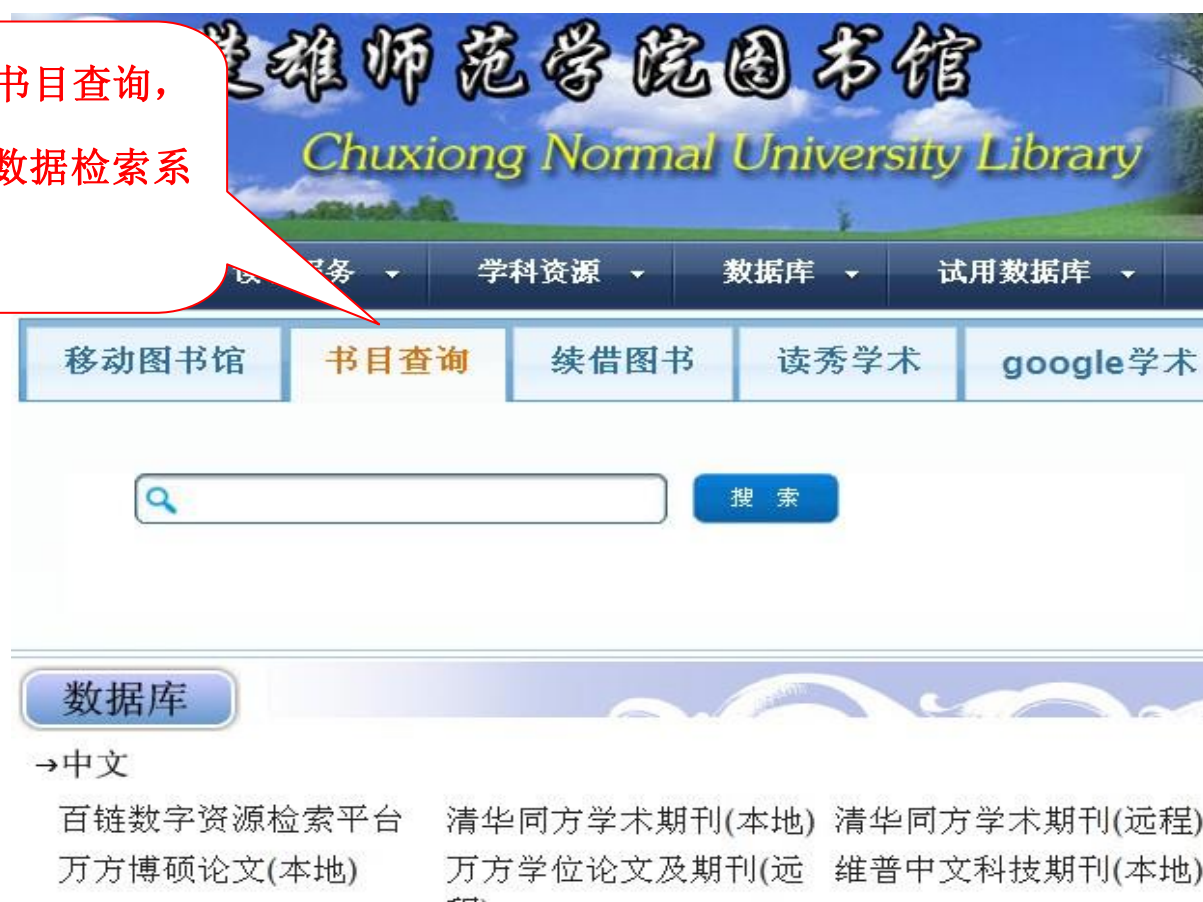 楚雄师范学院图书馆
书目查询，
Chuxiong Normal University Library
数据检索系
务 学科资源 数据库 试用数据库
移动图书馆 书目查询 续借图书 读秀学术 google学术
搜 索
数据库
→中文
百链数字资源检索平台 清华同方学术期刊(本地) 清华同方学术期刊(远程)
万方博硕论文(本地) 万方学位论文及期刊(远 维普中文科技期刊(本地)